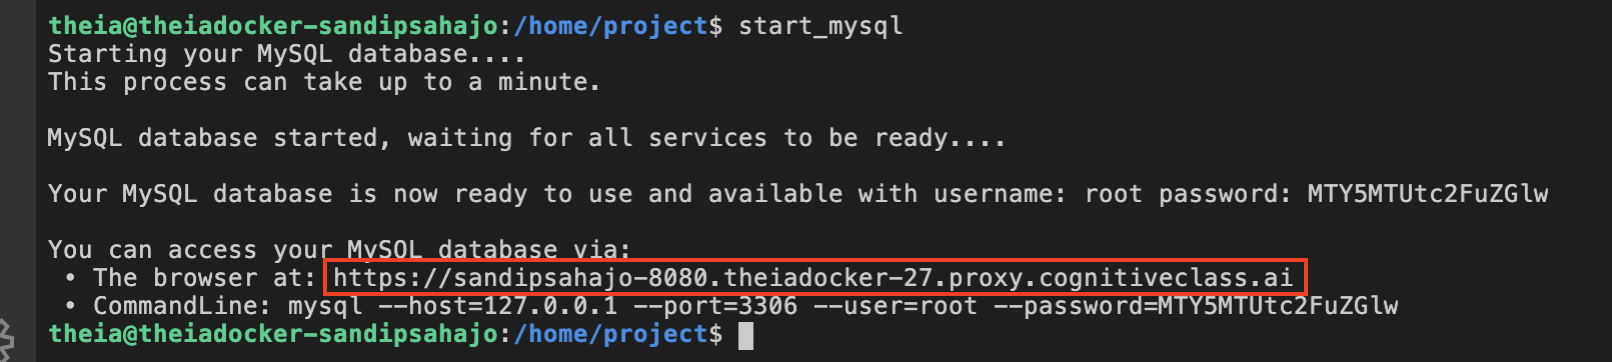 theia@theiadocker-sandipsahajo:/home/project$ start_mysql
Starting your MySQL database....
This process can take up to a minute.
MySQL database started, waiting for all services to be ready....
Your MySQL database is now ready to use and available with username: root password: MTY5MTUtc2FuZGlw
You can access your MySQL database via:
• The browser at: https://sandipsahajo-8080.theiadocker-27.proxy.cognitiveclass.ai
• CommandLine: mysql --host=127.0.0.1 --port=3306 --user=root --password=MTY5MTUtc2FuZGlw
theia@theiadocker-sandipsahajo:/home/project$